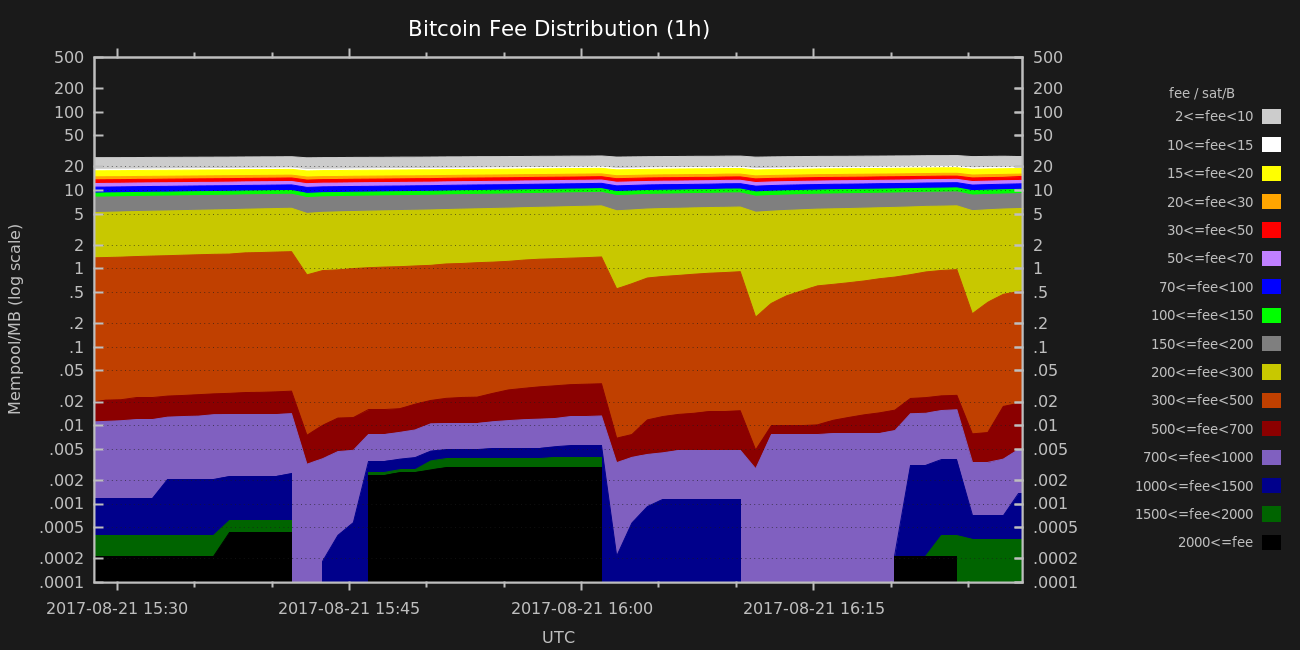 Bitcoin Fee Distribution (1h)
500
200
100
50
20
10
5
2
1
.5
.2
.1
.05
.02
.01
.005
.002
.001
.0005
.0002
.0001
Mempool/MB (log scale)
500
200
100
50
20
10
5
2
1
.5
.2
.1
.05
.02
.01
.005
.002
.001
.0005
.0002
.0001
2017-08-21 15:30
2017-08-21 15:45
2017-08-21 16:00
2017-08-21 16:15
UTC
fee / sat/B
2<=fee<10
10<=fee<15
15<=fee<20
20<=fee<30
30<=fee<50
50<=fee<70
70<=fee<100
100<=fee<150
150<=fee<200
200<=fee<300
300<=fee<500
500<=fee<700
700<=fee<1000
1000<=fee<1500
1500<=fee<2000
2000<=fee